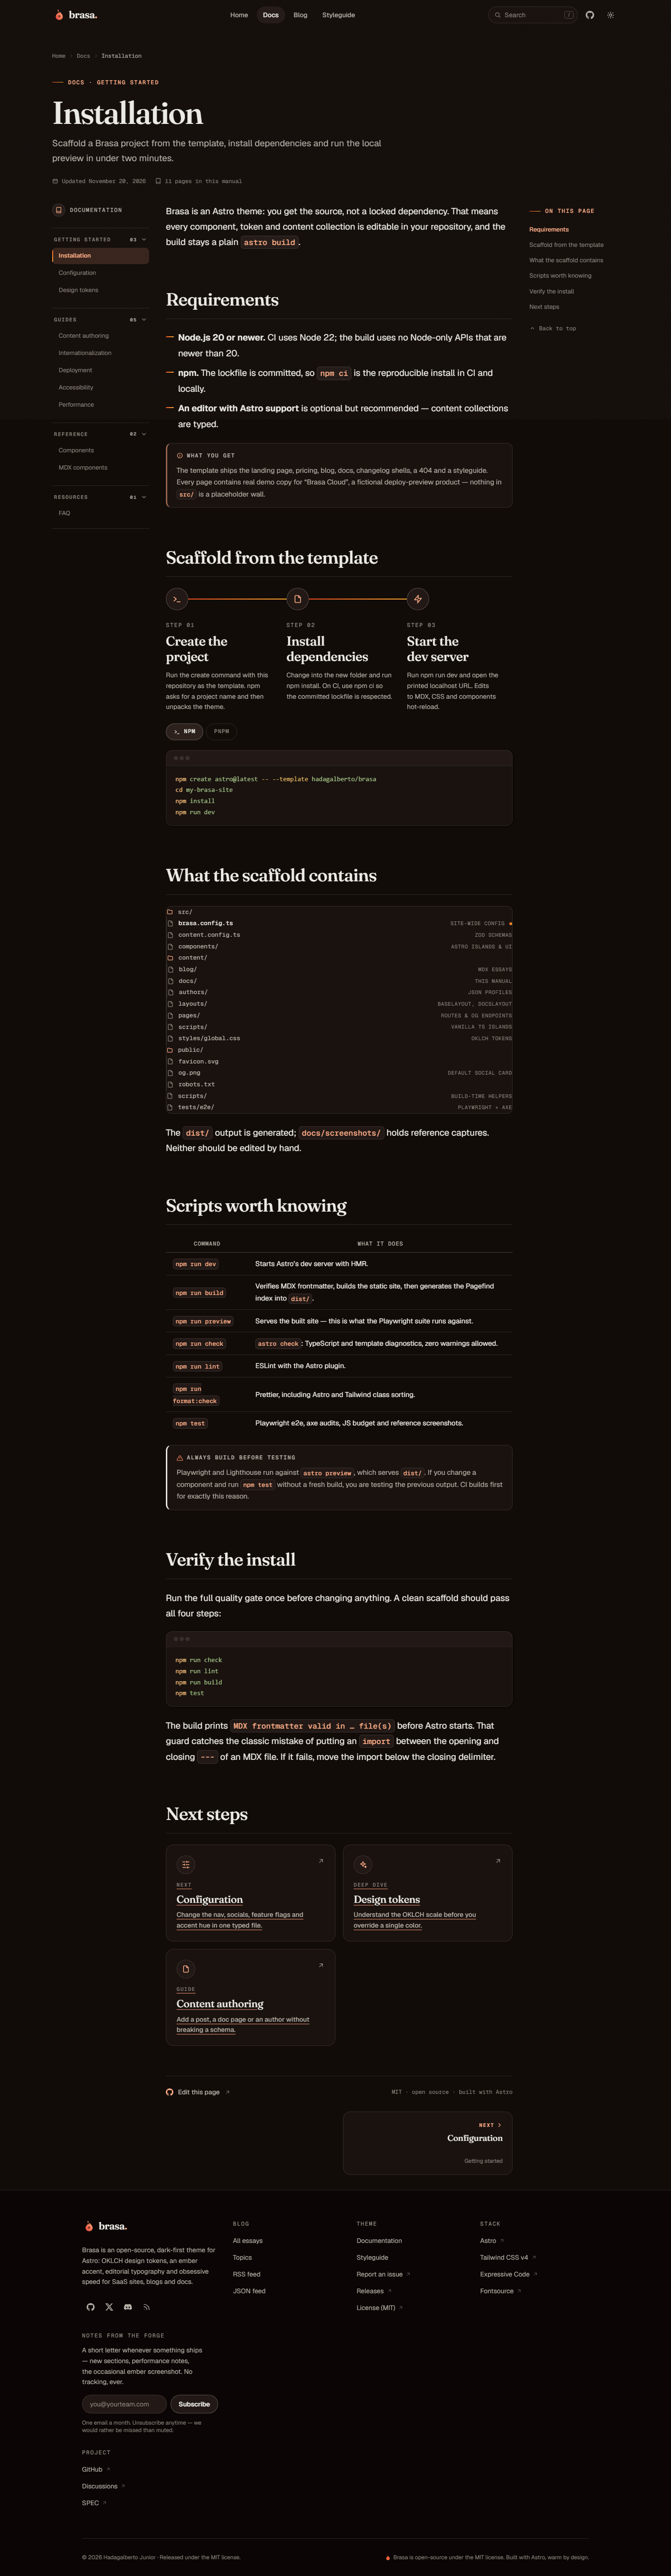 brasa.
Home Docs Blog Styleguide
Search /
Home › Docs › Installation
DOCS · GETTING STARTED
Installation
Scaffold a Brasa project from the template, install dependencies and run the local
preview in under two minutes.
Updated November 20, 2026 11 pages in this manual
DOCUMENTATION
GETTING STARTED 03
Installation
Configuration
Design tokens
GUIDES 05
Content authoring
Internationalization
Deployment
Accessibility
Performance
REFERENCE 02
Components
MDX components
RESOURCES 01
FAQ
Brasa is an Astro theme: you get the source, not a locked dependency. That means
every component, token and content collection is editable in your repository, and the
build stays a plain astro build.
Requirements
Node.js 20 or newer. CI uses Node 22; the build uses no Node-only APIs that are
newer than 20.
npm. The lockfile is committed, so npm ci is the reproducible install in CI and
locally.
An editor with Astro support is optional but recommended — content collections
are typed.
WHAT YOU GET
The template ships the landing page, pricing, blog, docs, changelog shells, a 404 and a styleguide.
Every page contains real demo copy for “Brasa Cloud”, a fictional deploy-preview product — nothing in
src/ is a placeholder wall.
Scaffold from the template
STEP 01
Create the
project
Run the create command with this
repository as the template. npm
asks for a project name and then
unpacks the theme.
STEP 02
Install
dependencies
Change into the new folder and run
npm install. On CI, use npm ci so
the committed lockfile is respected.
STEP 03
Start the
dev server
Run npm run dev and open the
printed localhost URL. Edits
to MDX, CSS and components
hot-reload.
NPM PNPM
npm create astro@latest -- --template hadagalberto/brasa
cd my-brasa-site
npm install
npm run dev
What the scaffold contains
src/
brasa.config.ts SITE-WIDE CONFIG
content.config.ts ZOD SCHEMAS
components/ ASTRO ISLANDS & UI
content/
blog/ MDX ESSAYS
docs/ THIS MANUAL
authors/ JSON PROFILES
layouts/ BASELAYOUT, DOCSLAYOUT
pages/ ROUTES & OG ENDPOINTS
scripts/ VANILLA TS ISLANDS
styles/global.css OKLCH TOKENS
public/
favicon.svg
og.png DEFAULT SOCIAL CARD
robots.txt
scripts/ BUILD-TIME HELPERS
tests/e2e/ PLAYWRIGHT + AXE
The dist/ output is generated; docs/screenshots/ holds reference captures.
Neither should be edited by hand.
Scripts worth knowing
COMMAND WHAT IT DOES
npm run dev Starts Astro's dev server with HMR.
npm run build Verifies MDX frontmatter, builds the static site, then generates the Pagefind
index into dist/.
npm run preview Serves the built site — this is what the Playwright suite runs against.
npm run check astro check: TypeScript and template diagnostics, zero warnings allowed.
npm run lint ESLint with the Astro plugin.
npm run
format:check Prettier, including Astro and Tailwind class sorting.
npm test Playwright e2e, axe audits, JS budget and reference screenshots.
ALWAYS BUILD BEFORE TESTING
Playwright and Lighthouse run against astro preview, which serves dist/. If you change a
component and run npm test without a fresh build, you are testing the previous output. CI builds first
for exactly this reason.
Verify the install
Run the full quality gate once before changing anything. A clean scaffold should pass
all four steps:
npm run check
npm run lint
npm run build
npm test
The build prints MDX frontmatter valid in … file(s) before Astro starts. That
guard catches the classic mistake of putting an import between the opening and
closing --- of an MDX file. If it fails, move the import below the closing delimiter.
Next steps
NEXT
Configuration
Change the nav, socials, feature flags and
accent hue in one typed file.
DEEP DIVE
Design tokens
Understand the OKLCH scale before you
override a single color.
GUIDE
Content authoring
Add a post, a doc page or an author without
breaking a schema.
Edit this page MIT · open source · built with Astro
NEXT
Configuration
Getting started
ON THIS PAGE
Requirements
Scaffold from the template
What the scaffold contains
Scripts worth knowing
Verify the install
Next steps
Back to top
brasa.
Brasa is an open-source, dark-first theme for
Astro: OKLCH design tokens, an ember
accent, editorial typography and obsessive
speed for SaaS sites, blogs and docs.
NOTES FROM THE FORGE
A short letter whenever something ships
— new sections, performance notes,
the occasional ember screenshot. No
tracking, ever.
you@yourteam.com Subscribe
One email a month. Unsubscribe anytime — we
would rather be missed than muted.
PROJECT
GitHub
Discussions
SPEC
BLOG
All essays
Topics
RSS feed
JSON feed
THEME
Documentation
Styleguide
Report an issue
Releases
License (MIT)
STACK
Astro
Tailwind CSS v4
Expressive Code
Fontsource
© 2026 Hadagalberto Junior · Released under the MIT license.
Brasa is open-source under the MIT license. Built with Astro, warm by design.